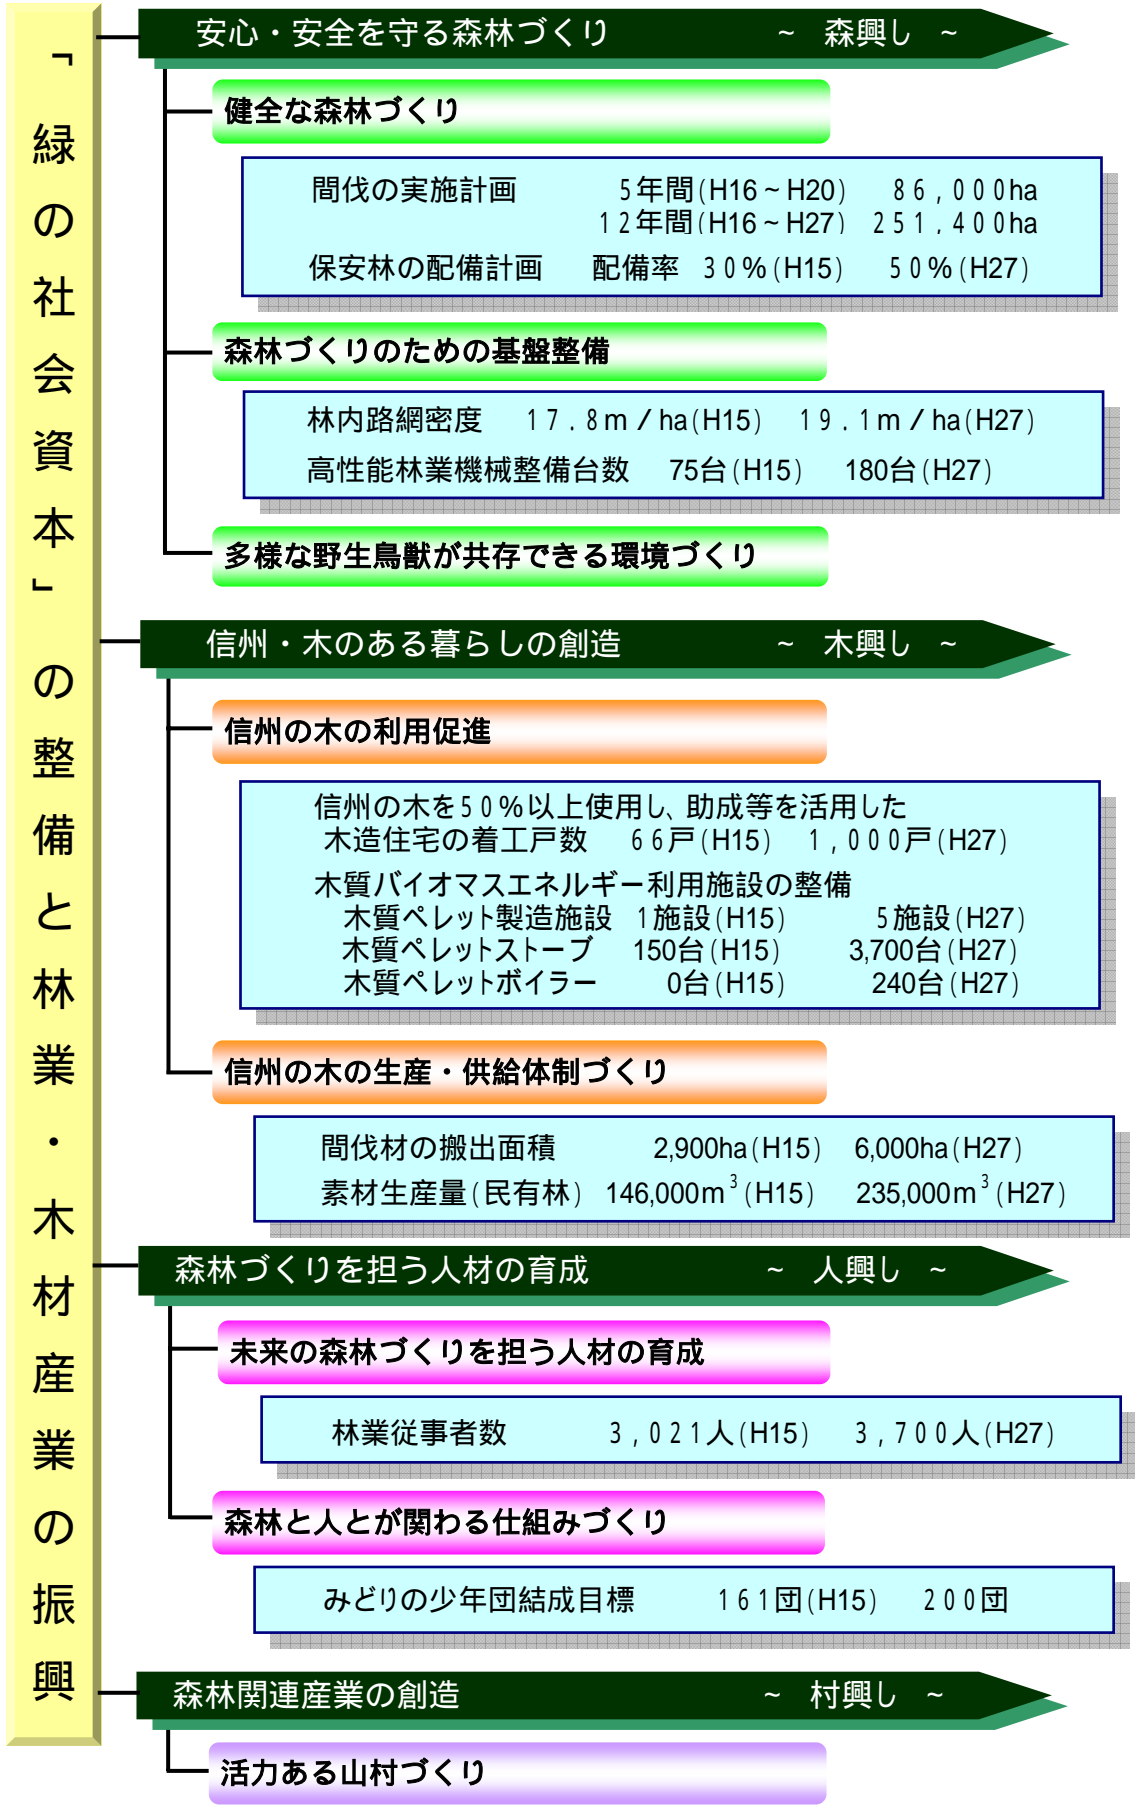 「緑の社会資本」の整備と林業・木材産業の振興
安心・安全を守る森林づくり ～ 森興し ～
健全な森林づくり
間伐の実施計画 5年間(H16～H20) 86,000ha
12年間(H16～H27) 251,400ha
保安林の配備計画 配備率 30%(H15) 50%(H27)
森林づくりのための基盤整備
林内路網密度 17.8m/ha(H15) 19.1m/ha(H27)
高性能林業機械整備台数 75台(H15) 180台(H27)
多様な野生鳥獣が共存できる環境づくり
信州・木のある暮らしの創造 ～ 木興し ～
信州の木の利用促進
信州の木を50%以上使用し、助成等を活用した
木造住宅の着工戸数 66戸(H15) 1,000戸(H27)
木質バイオマスエネルギー利用施設の整備
木質ペレット製造施設 1施設(H15) 5施設(H27)
木質ペレットストーブ 150台(H15) 3,700台(H27)
木質ペレットボイラー 0台(H15) 240台(H27)
信州の木の生産・供給体制づくり
間伐材の搬出面積 2,900ha(H15) 6,000ha(H27)
素材生産量(民有林) 146,000m³(H15) 235,000m³(H27)
森林づくりを担う人材の育成 ～ 人興し ～
未来の森林づくりを担う人材の育成
林業従事者数 3,021人(H15) 3,700人(H27)
森林と人とが関わる仕組みづくり
みどりの少年団結成目標 161団(H15) 200団
森林関連産業の創造 ～ 村興し ～
活力ある山村づくり